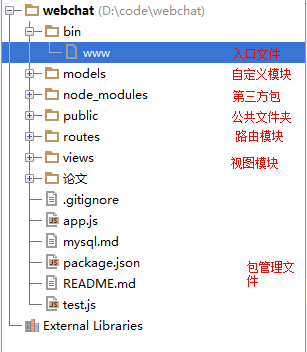 webchat (D:\code\webchat)
bin
www 入口文件
models 自定义模块
node_modules 第三方包
public 公共文件夹
routes 路由模块
views 视图模块
论文
.gitignore
app.js
mysql.md
package.json 包管理文
README.md 件
test.js
External Libraries